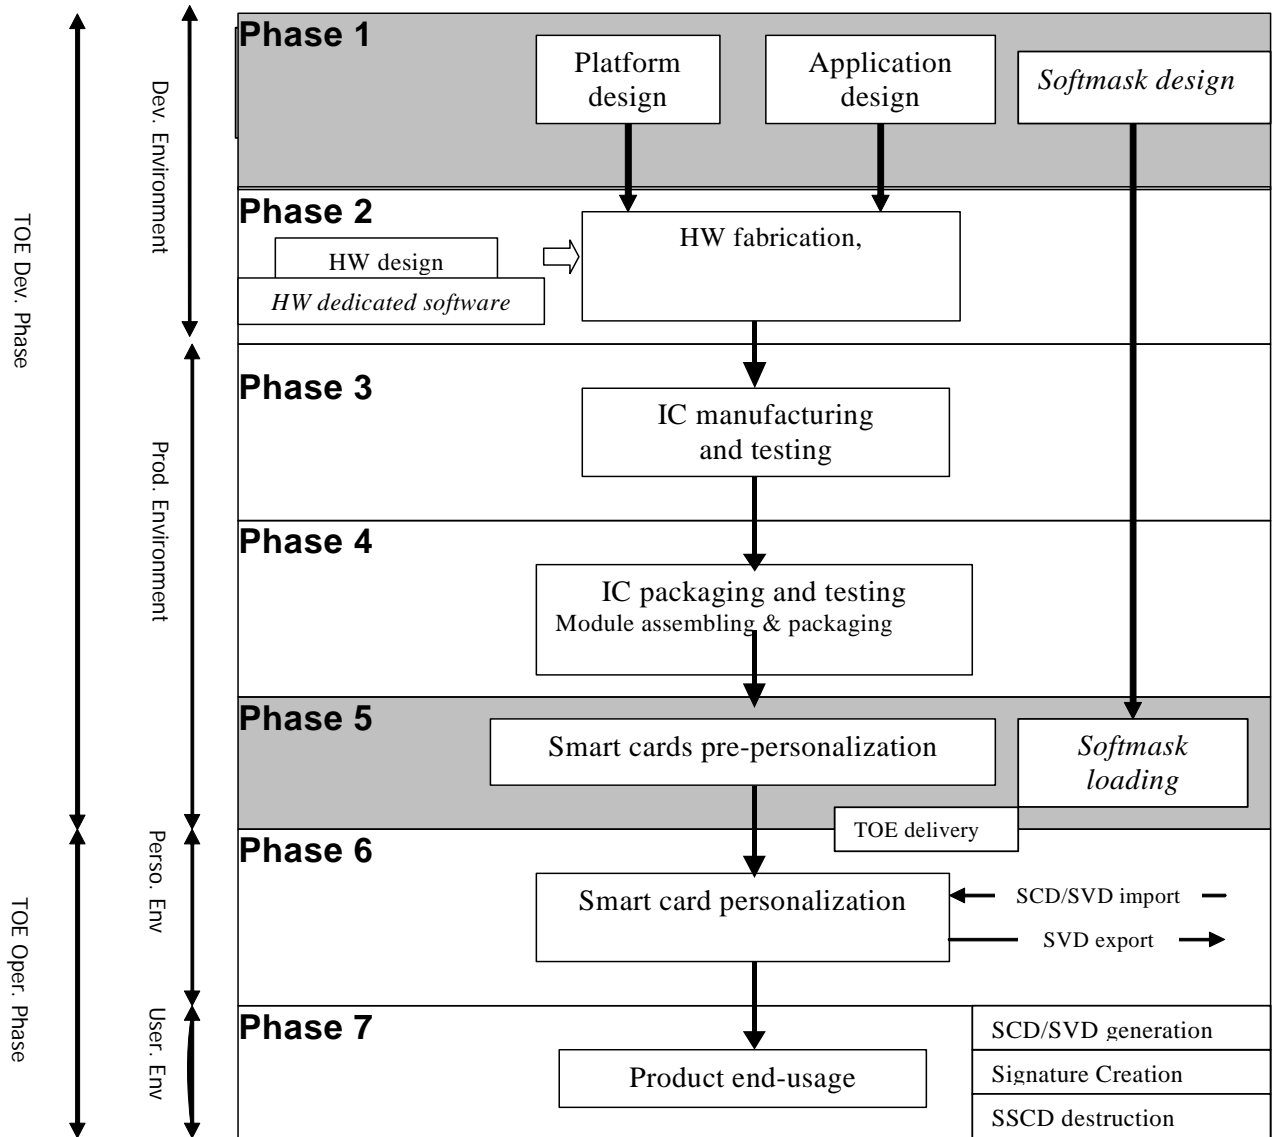 Phase 1
Platform
design
Application
design
Softmask design
Dev. Environment
TOE Dev. Phase
Phase 2
HW fabrication,
HW design
HW dedicated software
Phase 3
IC manufacturing
and testing
Prod. Environment
Phase 4
IC packaging and testing
Module assembling & packaging
Phase 5
Smart cards pre-personalization
Softmask
loading
TOE delivery
Phase 6
Perso. Env
TOE Oper. Phase
Smart card personalization
SCD/SVD import
SVD export
Phase 7
User. Env
Product end-usage
SCD/SVD generation
Signature Creation
SSCD destruction